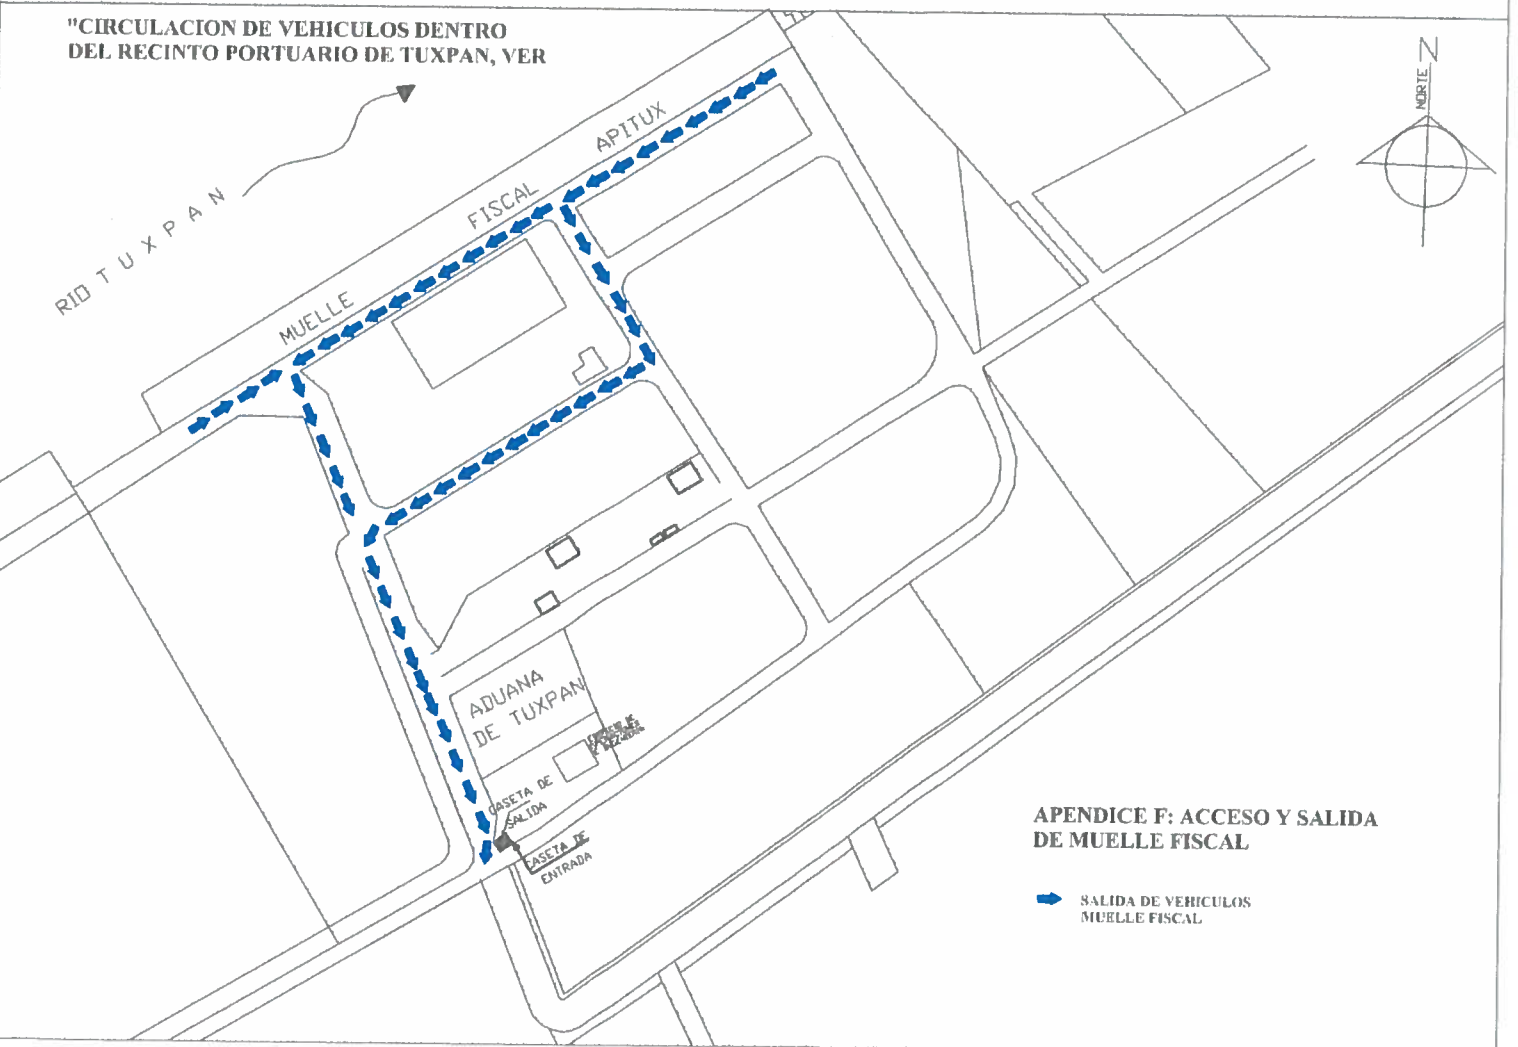 "CIRCULACION DE VEHICULOS DENTRO
DEL RECINTO PORTUARIO DE TUXPAN, VER
N
NORTE
RIO TUXPAN
MUELLE FISCAL APITUX
ADUANA
DE TUXPAN
CASETA DE
SALIDA
CASETA DE
ENTRADA
APENDICE F: ACCESO Y SALIDA
DE MUELLE FISCAL
SALIDA DE VEHICULOS
MUELLE FISCAL